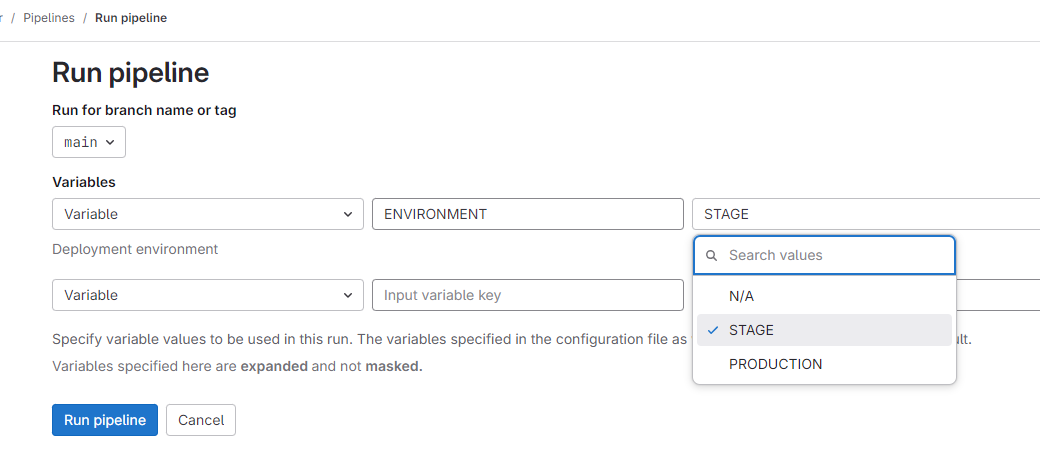 r / Pipelines / Run pipeline
Run pipeline
Run for branch name or tag
main
Variables
Variable ENVIRONMENT STAGE
Deployment environment
Search values
Variable Input variable key
N/A
STAGE
PRODUCTION
Specify variable values to be used in this run. The variables specified in the configuration file as ult.
Variables specified here are expanded and not masked.
Run pipeline Cancel